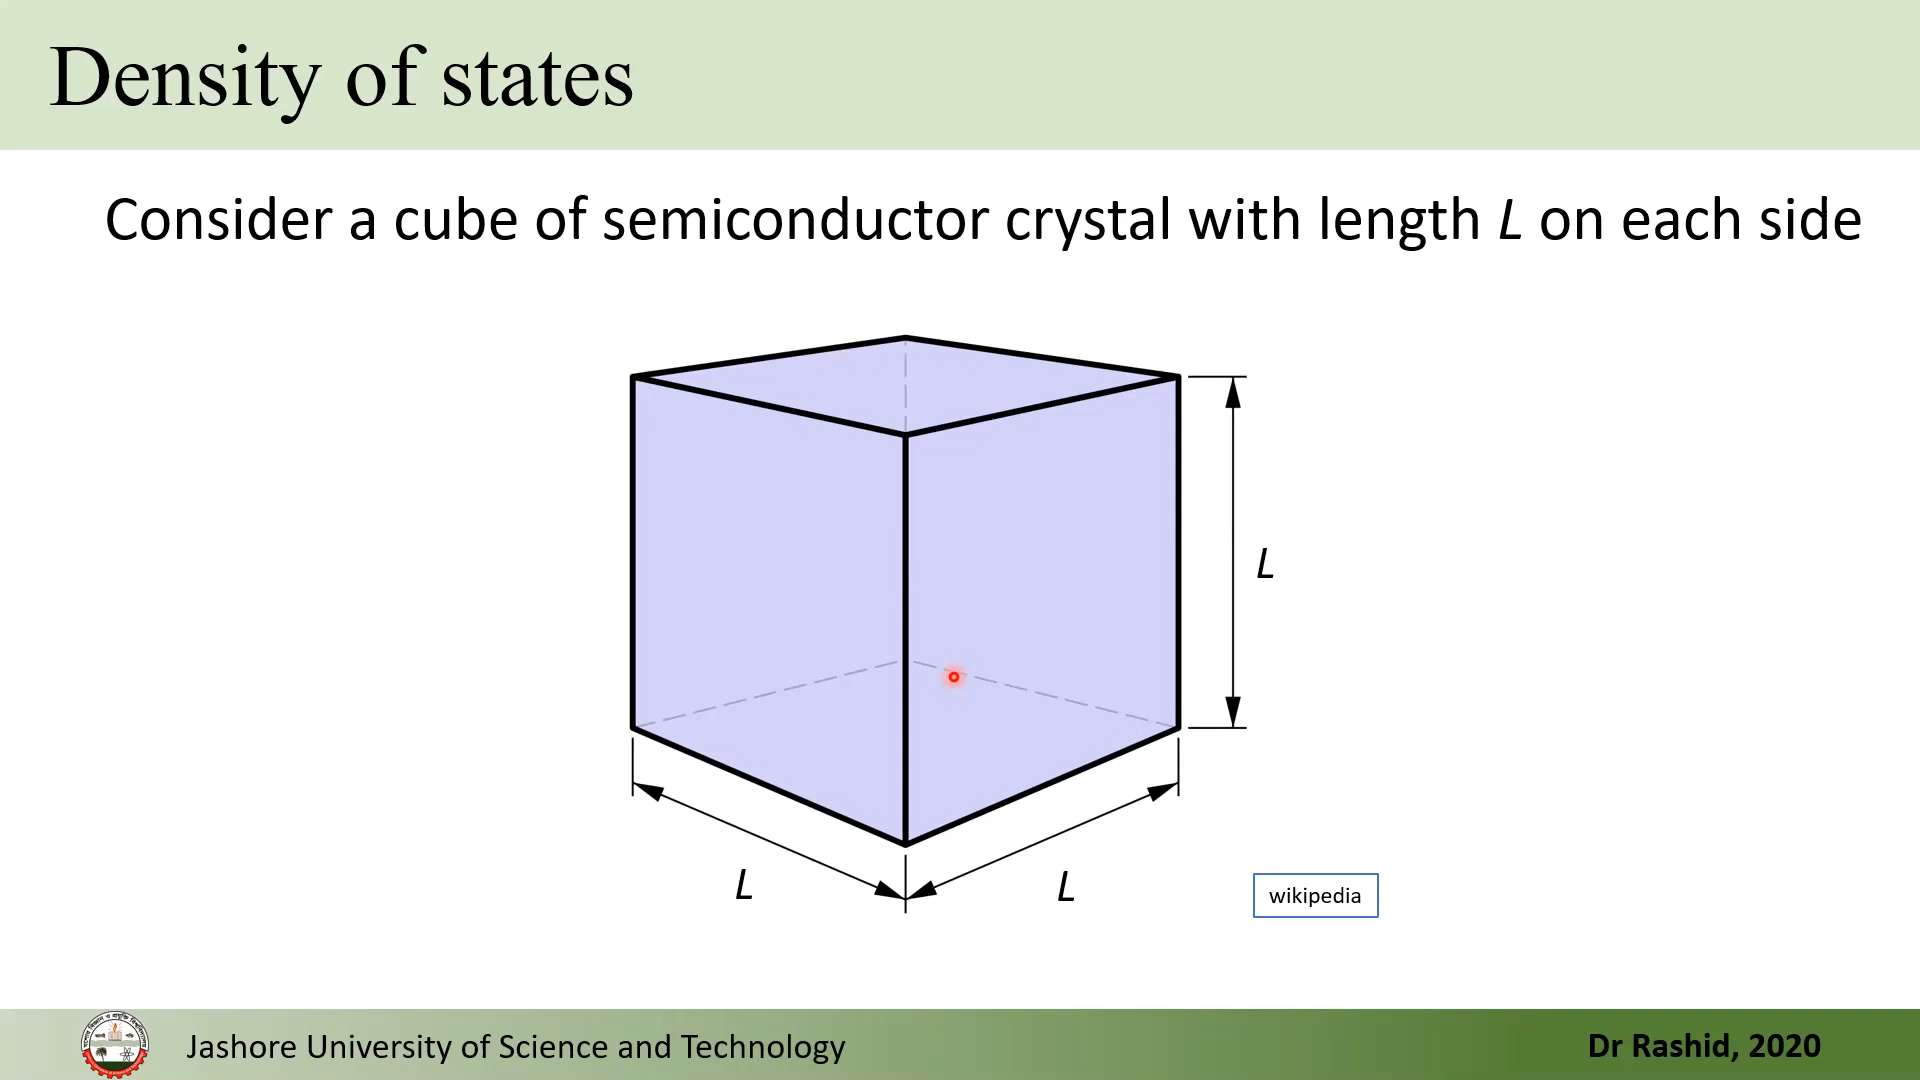 Density of states
Consider a cube of semiconductor crystal with length L on each side
L
L
L
wikipedia
Jashore University of Science and Technology
Dr Rashid, 2020